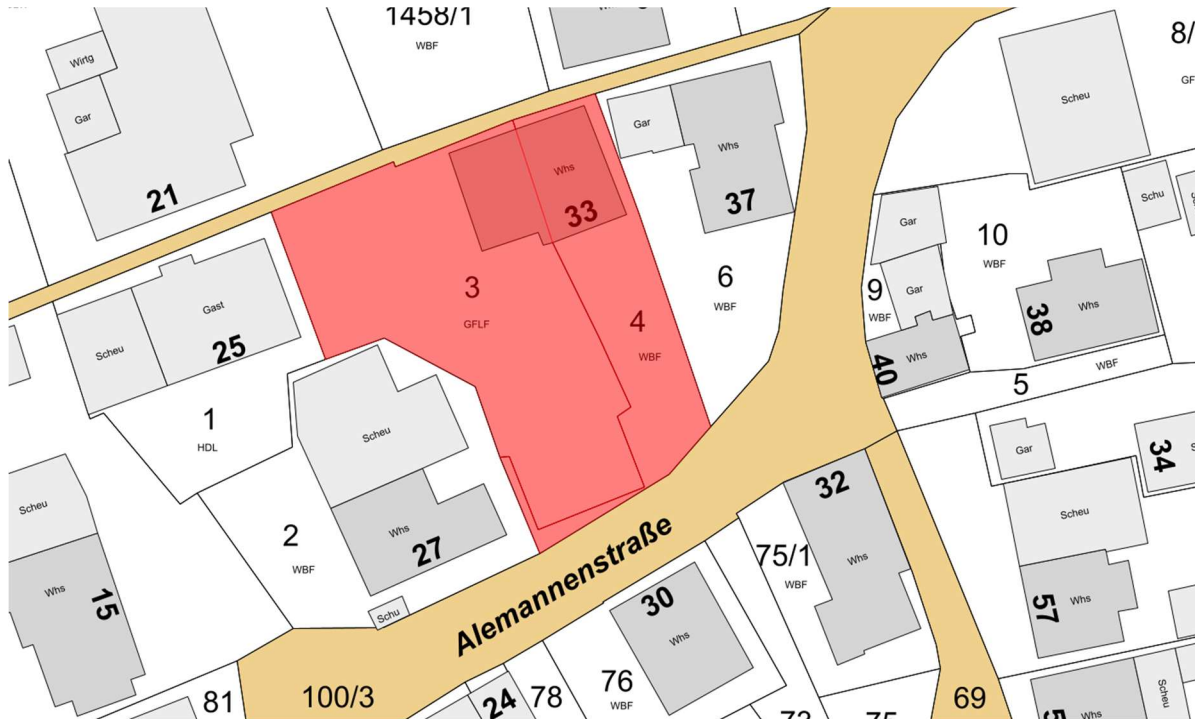 1458/1
WBF
8/
GF
Wirtg
Gar
21
Gar
Whs
37
Scheu
Whs
33
Schu
Gar
10
WBF
6
WBF
3
GFLF
4
WBF
Gast
Scheu
25
9
WBF
Gar
Whs
38
Whs
40
5
WBF
1
HDL
Scheu
Gar
34
32
Scheu
Scheu
2
WBF
Whs
27
Schu
Alemannenstraße
75/1
WBF
Whs
Whs
15
30
Whs
Whs
57
81
100/3
24
78
76
WBF
69
Whs
Scheu